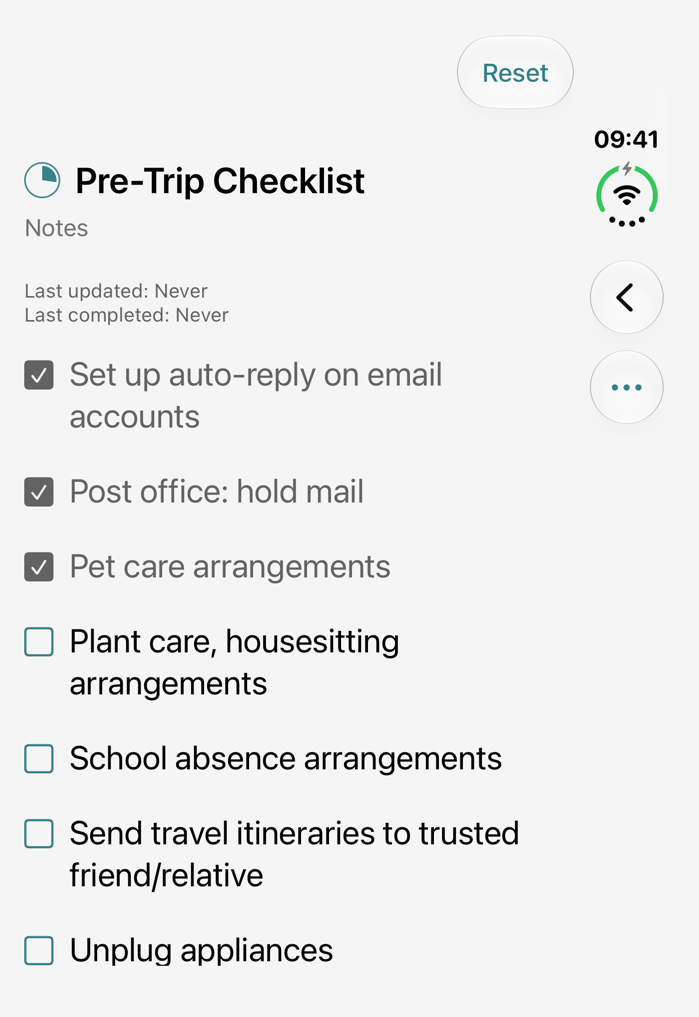 Reset
09:41
Pre-Trip Checklist
Notes
Last updated: Never
Last completed: Never
Set up auto-reply on email
accounts
Post office: hold mail
Pet care arrangements
Plant care, housesitting
arrangements
School absence arrangements
Send travel itineraries to trusted
friend/relative
Unplug appliances